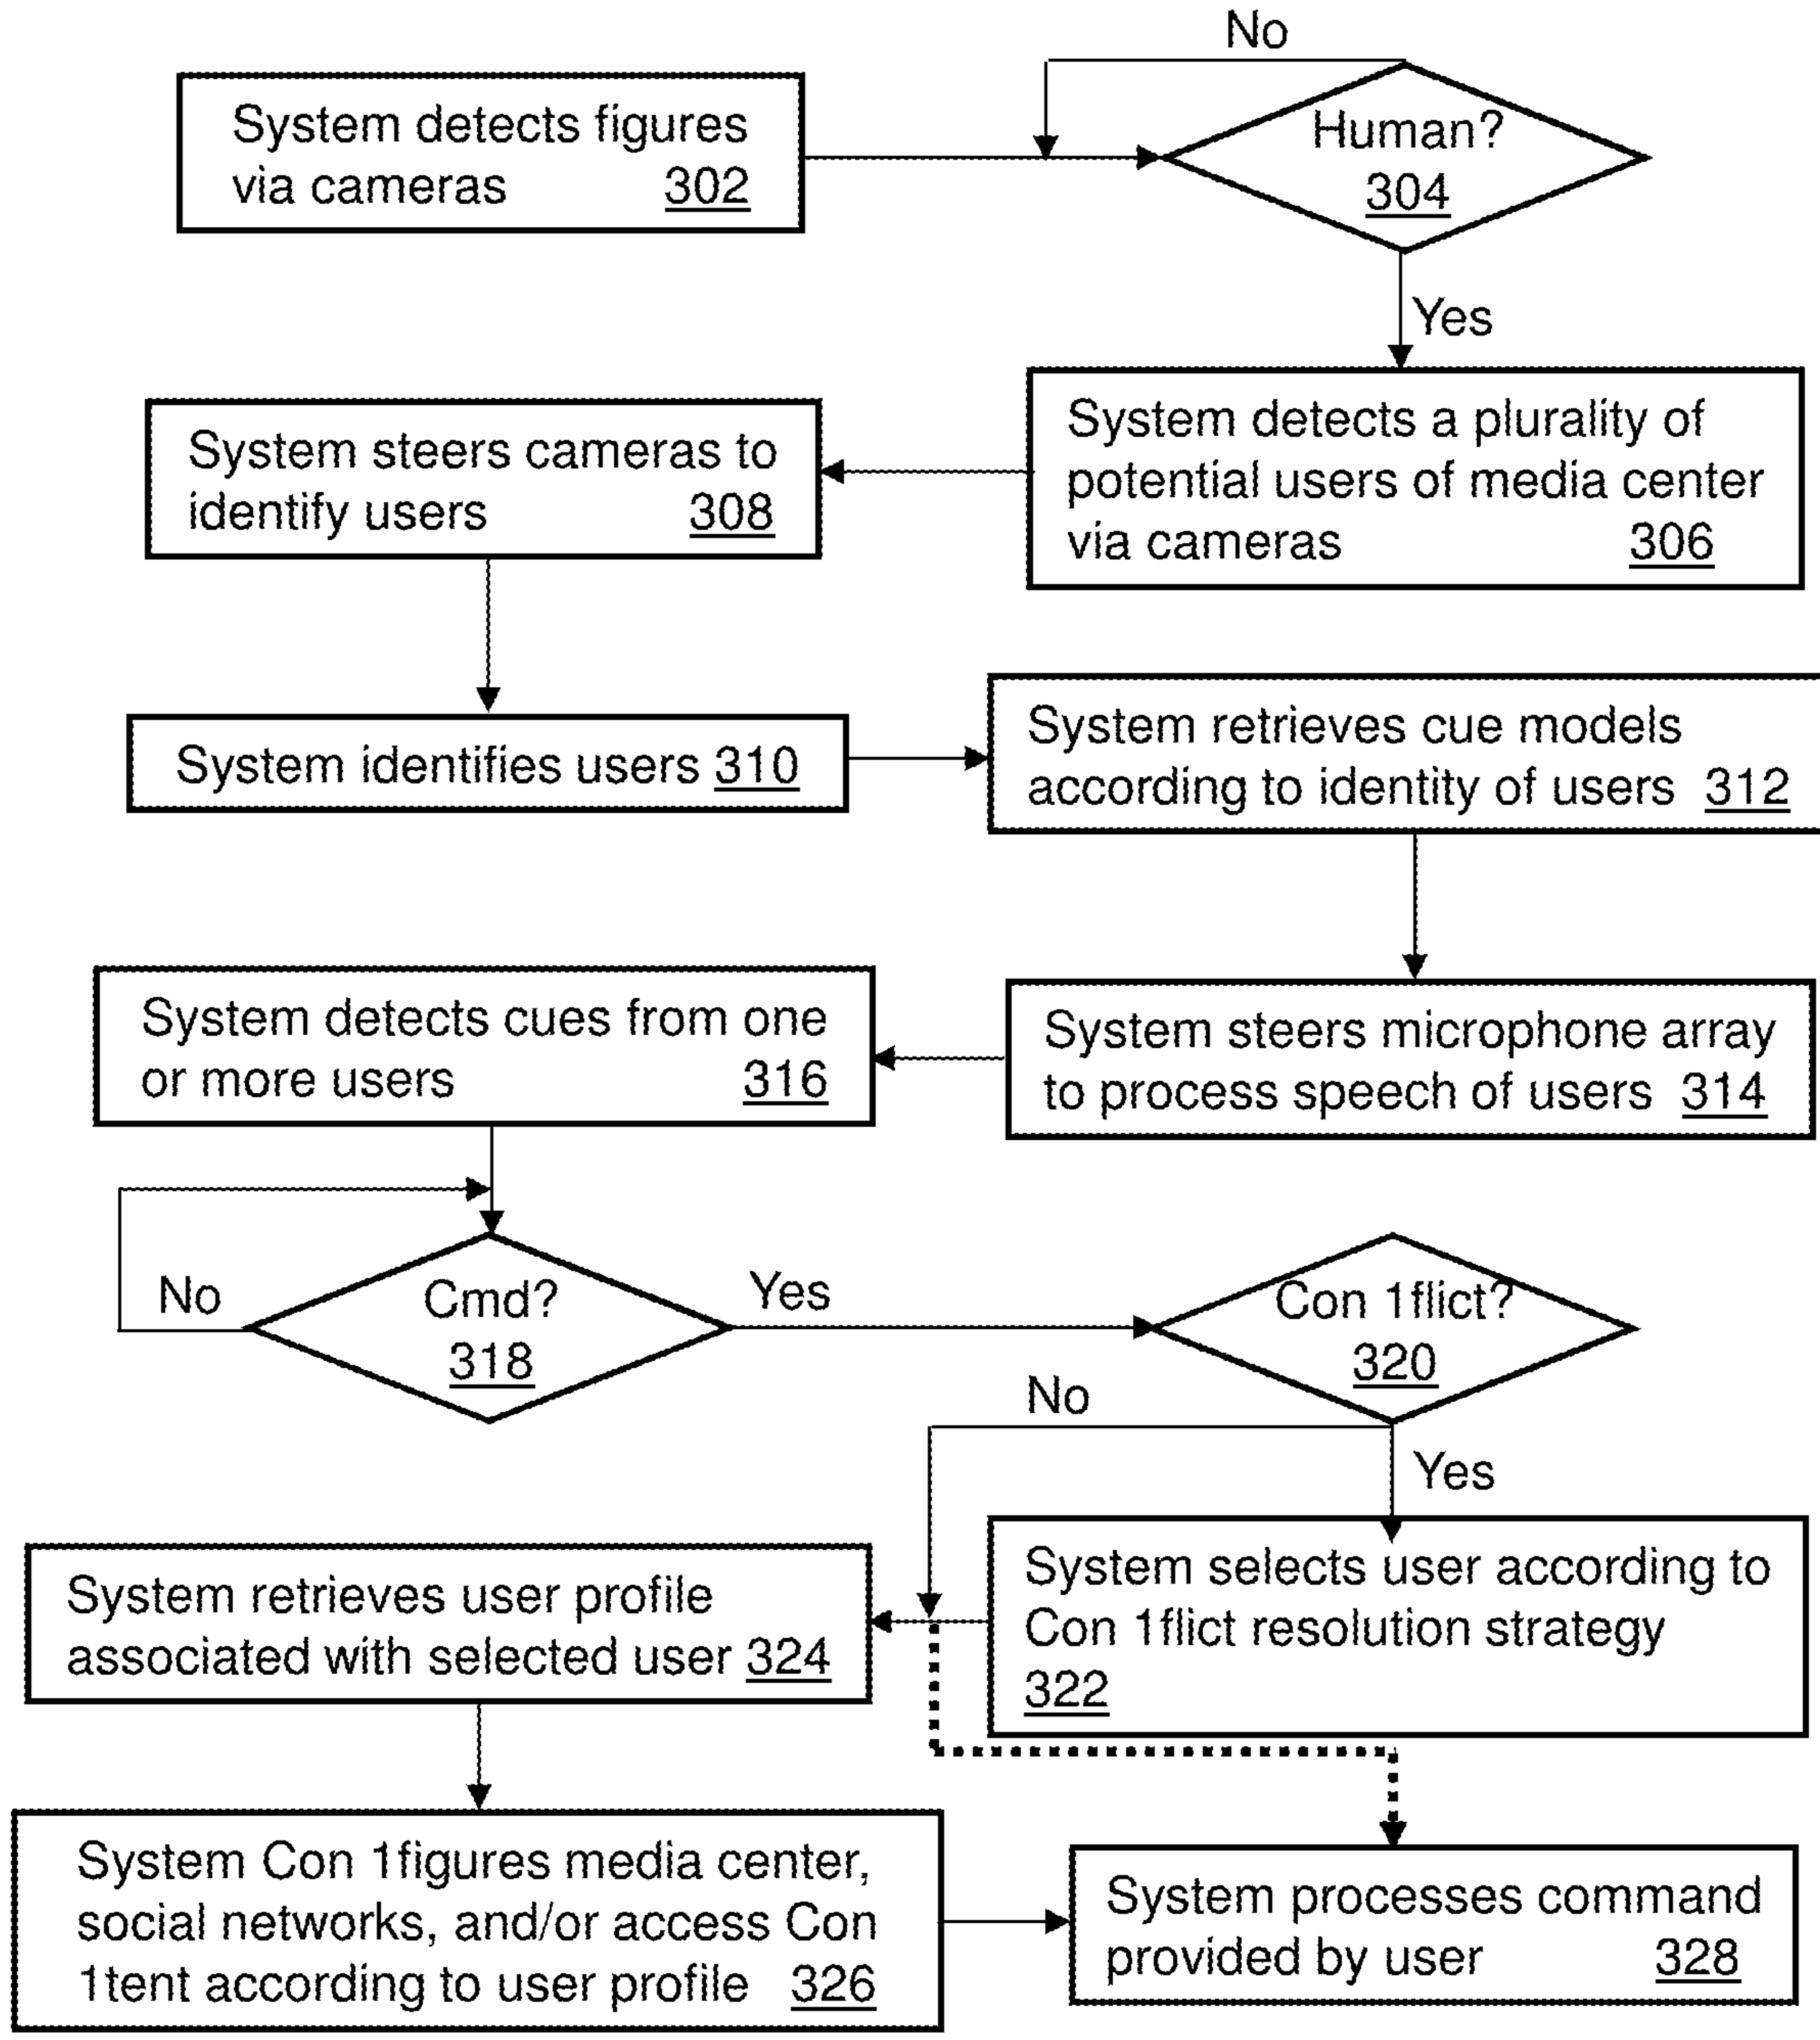 No
System detects figures
via cameras 302
Human?
304
Yes
System detects a plurality of
potential users of media center
via cameras 306
System steers cameras to
identify users 308
System identifies users 310
System retrieves cue models
according to identity of users 312
System steers microphone array
to process speech of users 314
System detects cues from one
or more users 316
No
Cmd?
318
Yes
Con 1flict?
320
No
Yes
System selects user according to
Con 1flict resolution strategy
322
System retrieves user profile
associated with selected user 324
System Con 1figures media center,
social networks, and/or access Con
1tent according to user profile 326
System processes command
provided by user 328